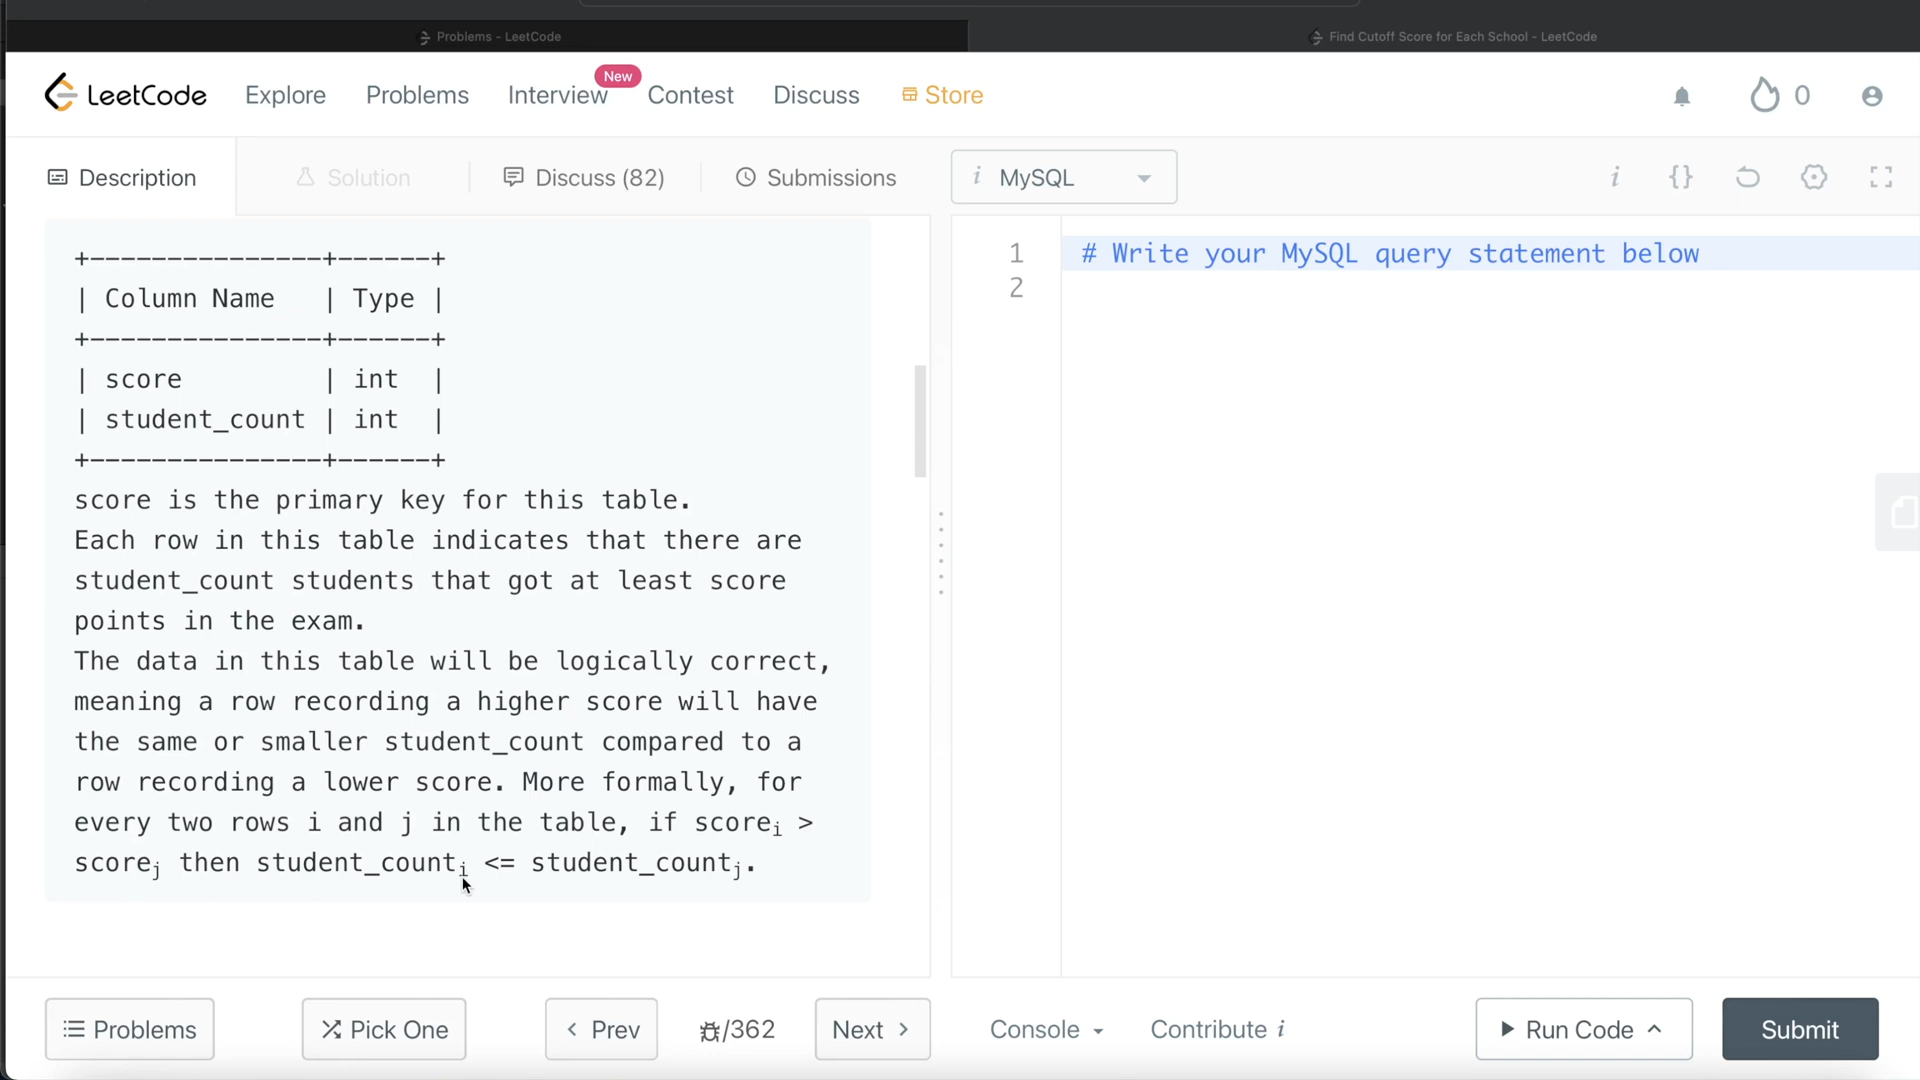 Problems - LeetCode
Find Cutoff Score for Each School - LeetCode
LeetCode Explore Problems Interview New Contest Discuss Store 0
Description Solution Discuss (82) Submissions i MySQL i {}
+---------------+------+
| Column Name   | Type |
+---------------+------+
| score         | int  |
| student_count | int  |
+---------------+------+
score is the primary key for this table.
Each row in this table indicates that there are
student_count students that got at least score
points in the exam.
The data in this table will be logically correct,
meaning a row recording a higher score will have
the same or smaller student_count compared to a
row recording a lower score. More formally, for
every two rows i and j in the table, if scoreᵢ >
scoreⱼ then student_countᵢ <= student_countⱼ.
1 # Write your MySQL query statement below
2
Problems Pick One < Prev /362 Next > Console Contribute i Run Code Submit